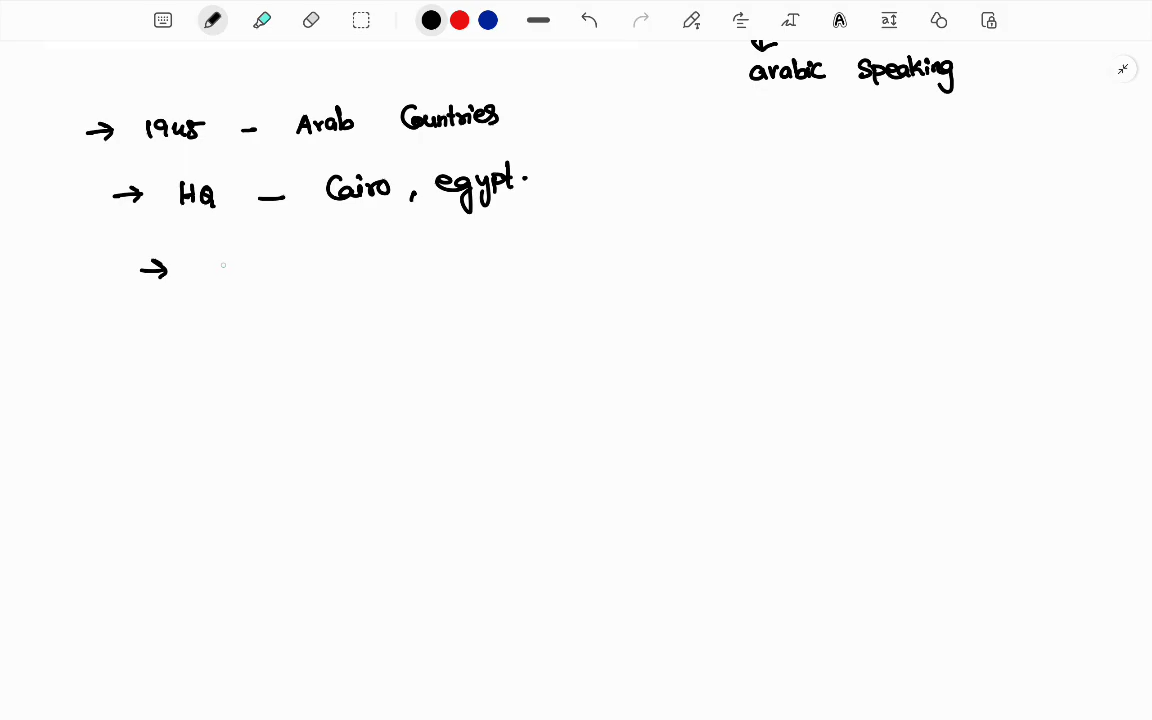 arabic speaking
→ 1945 - Arab Countries
→ HQ - Cairo, egypt.
→